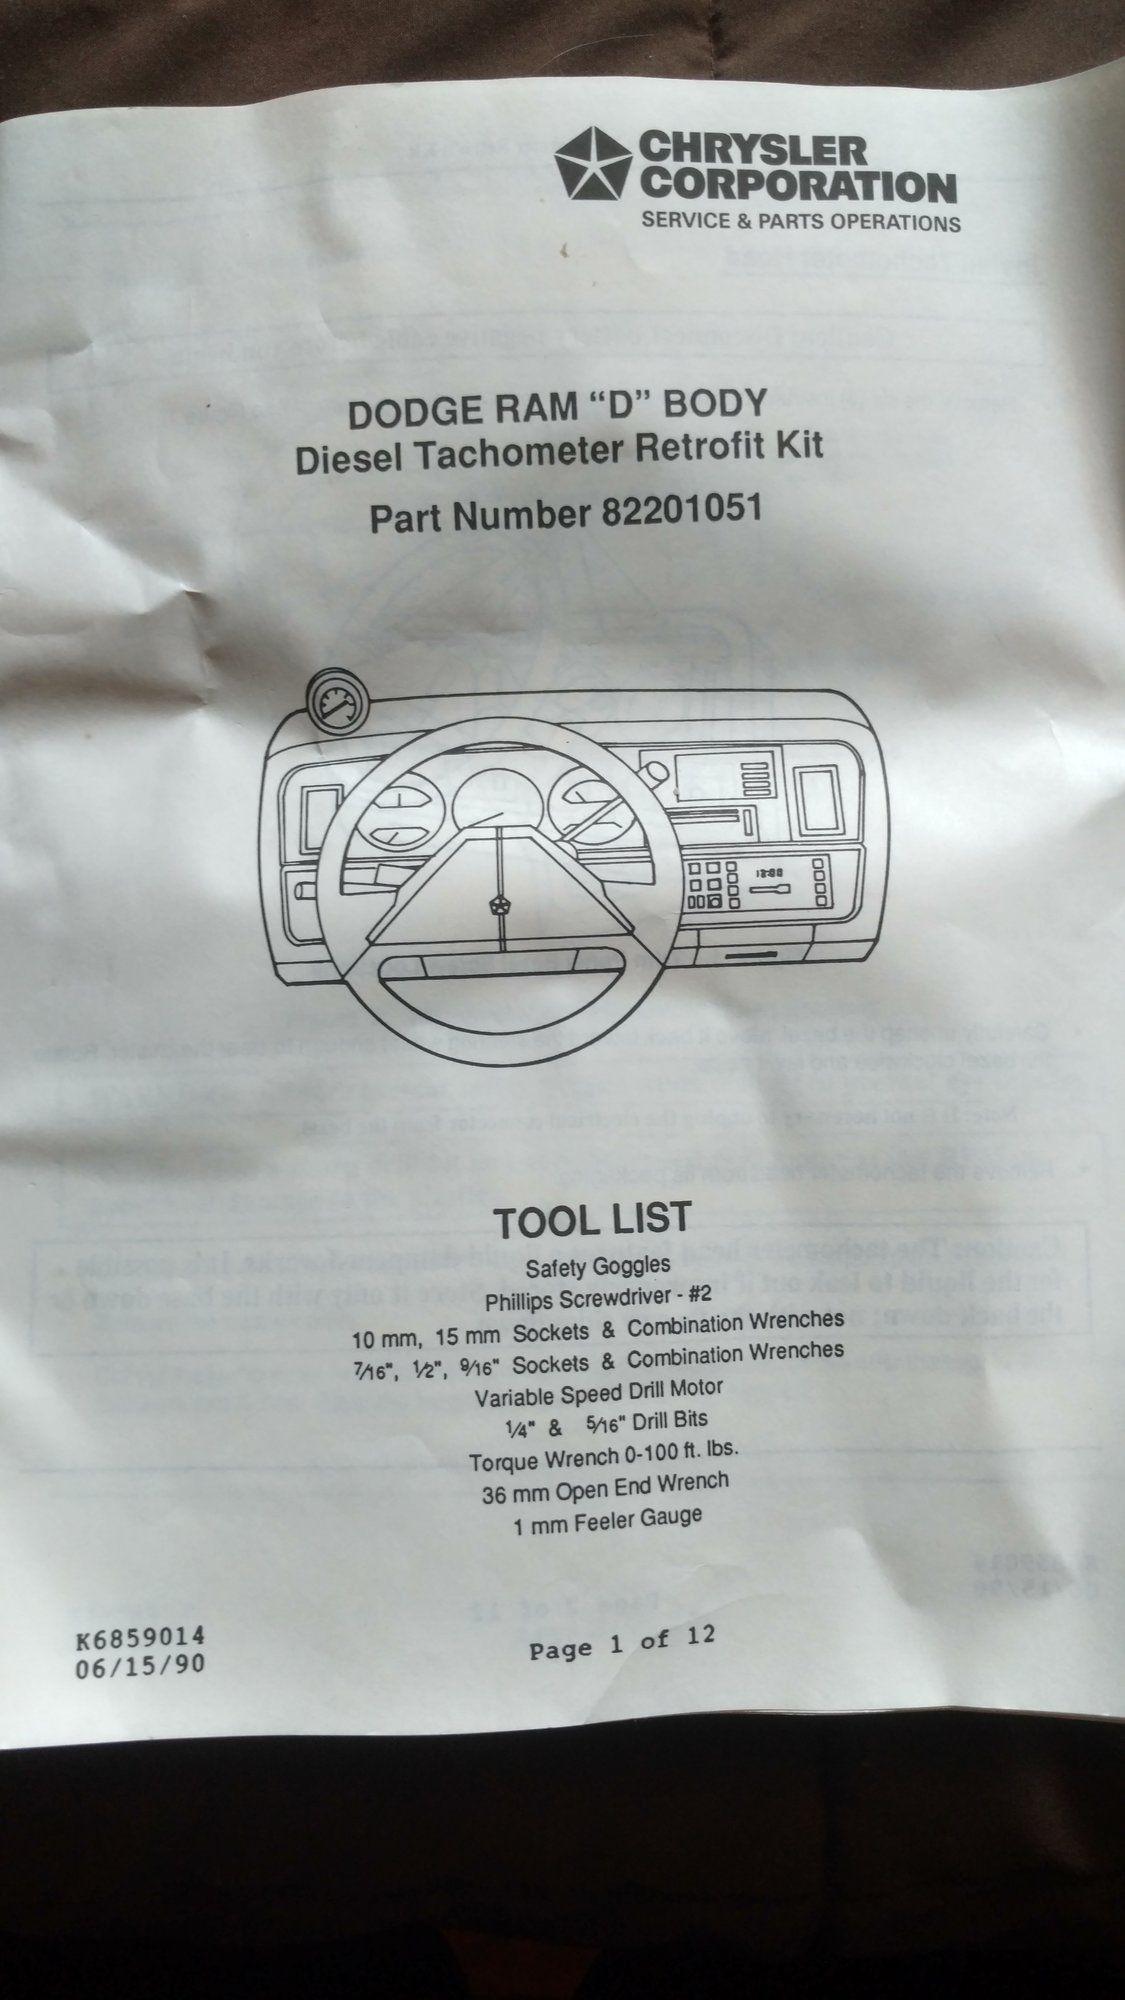 CHRYSLER
CORPORATION
SERVICE & PARTS OPERATIONS
DODGE RAM “D” BODY
Diesel Tachometer Retrofit Kit
Part Number 82201051
TOOL LIST
Safety Goggles
Phillips Screwdriver - #2
10 mm, 15 mm Sockets & Combination Wrenches
7/16", 1/2", 9/16" Sockets & Combination Wrenches
Variable Speed Drill Motor
1/4" & 5/16" Drill Bits
Torque Wrench 0-100 ft. lbs.
36 mm Open End Wrench
1 mm Feeler Gauge
K6859014
06/15/90
Page 1 of 12